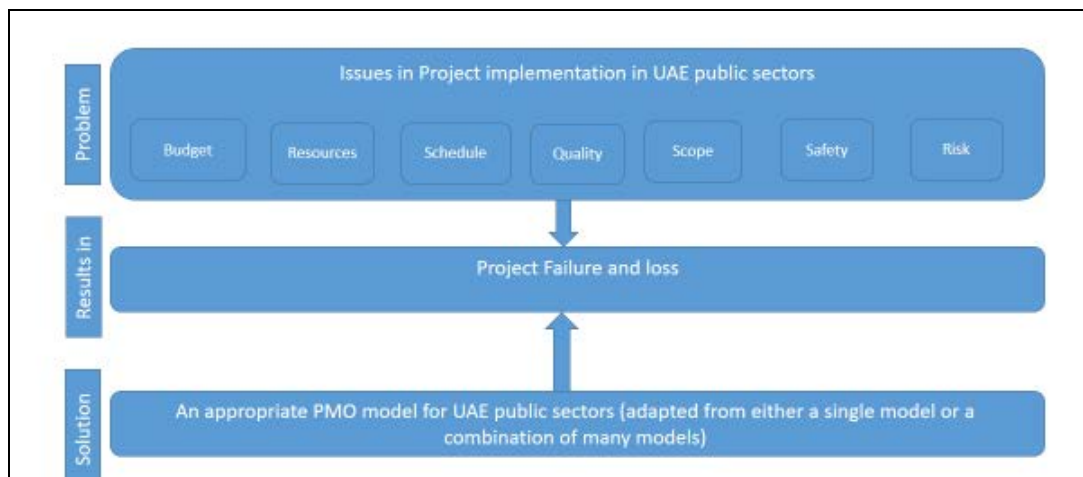 Problem
Issues in Project implementation in UAE public sectors
Budget
Resources
Schedule
Quality
Scope
Safety
Risk
Results in
Project Failure and loss
Solution
An appropriate PMO model for UAE public sectors (adapted from either a single model or a
combination of many models)